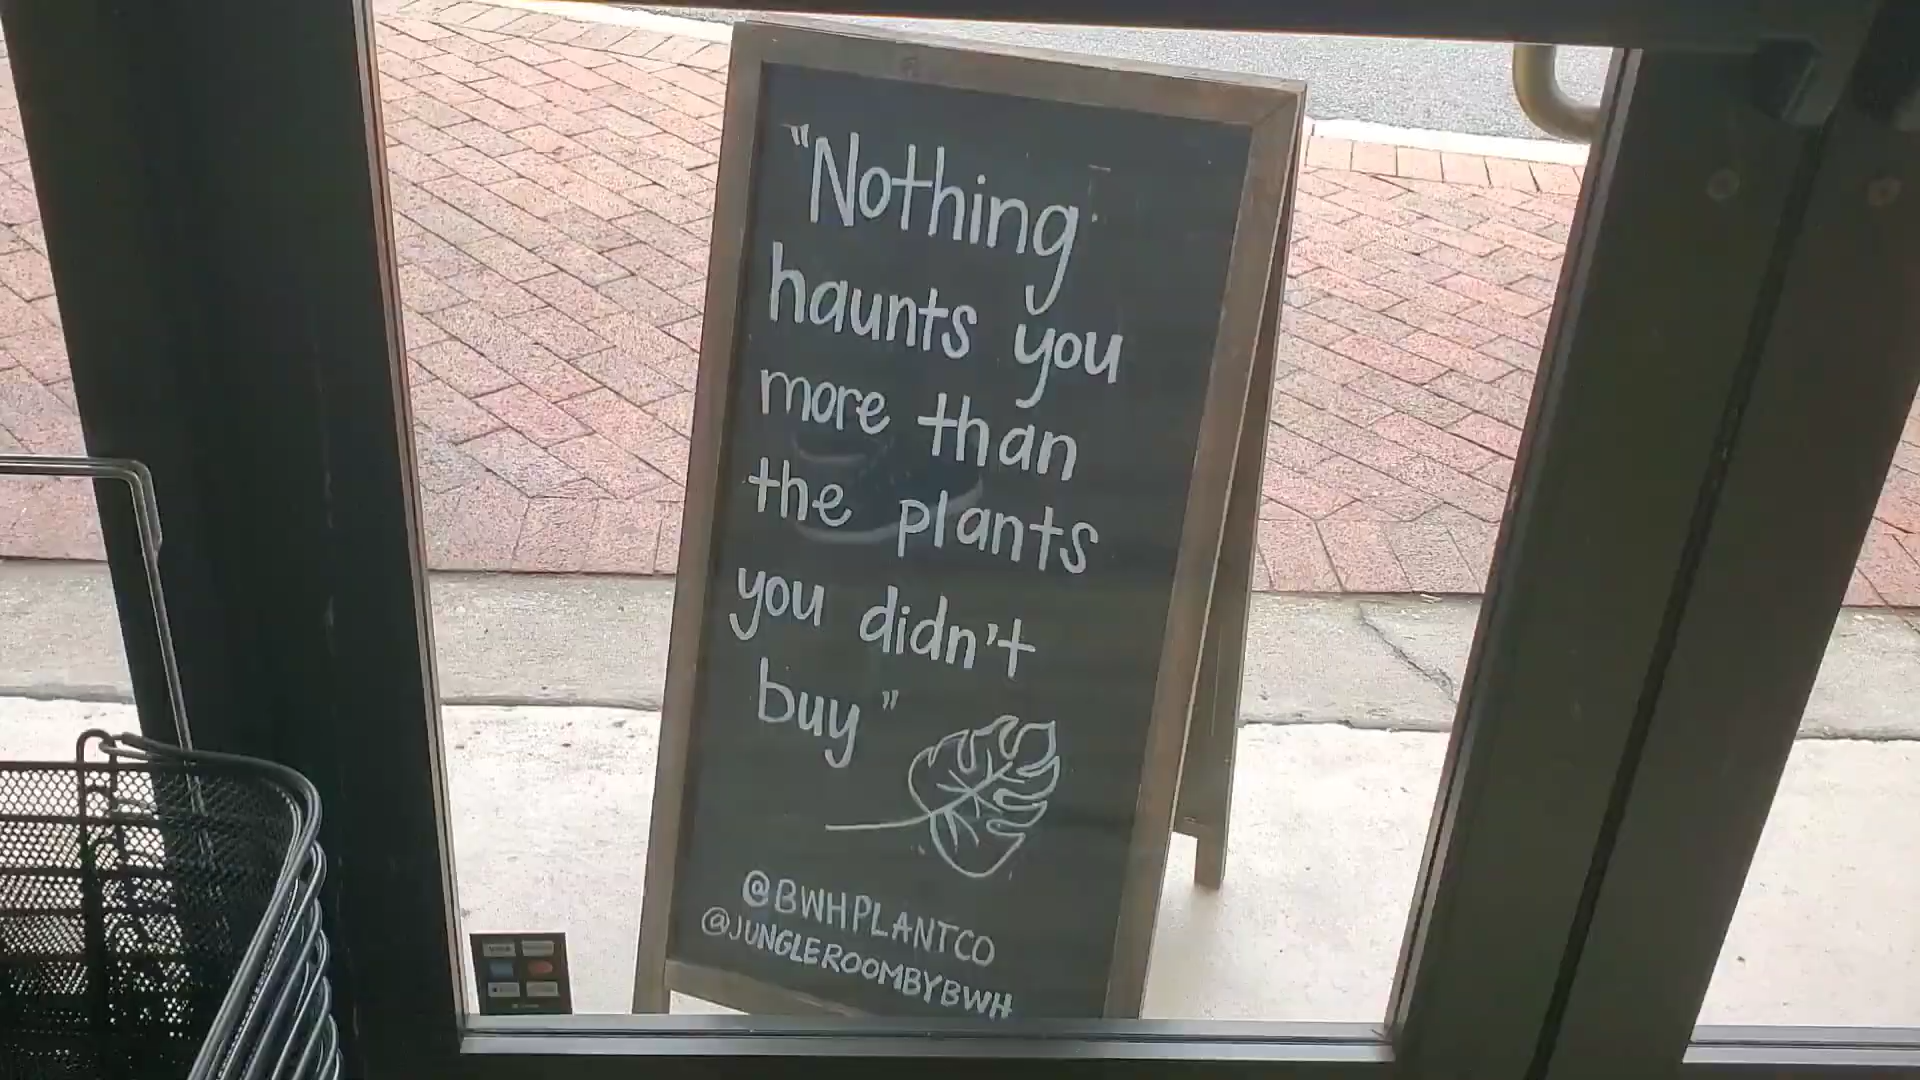 "Nothing
haunts you
more than
the plants
you didn't
buy"
@BWHPLANTCO
@JUNGLEROOMBYBWH